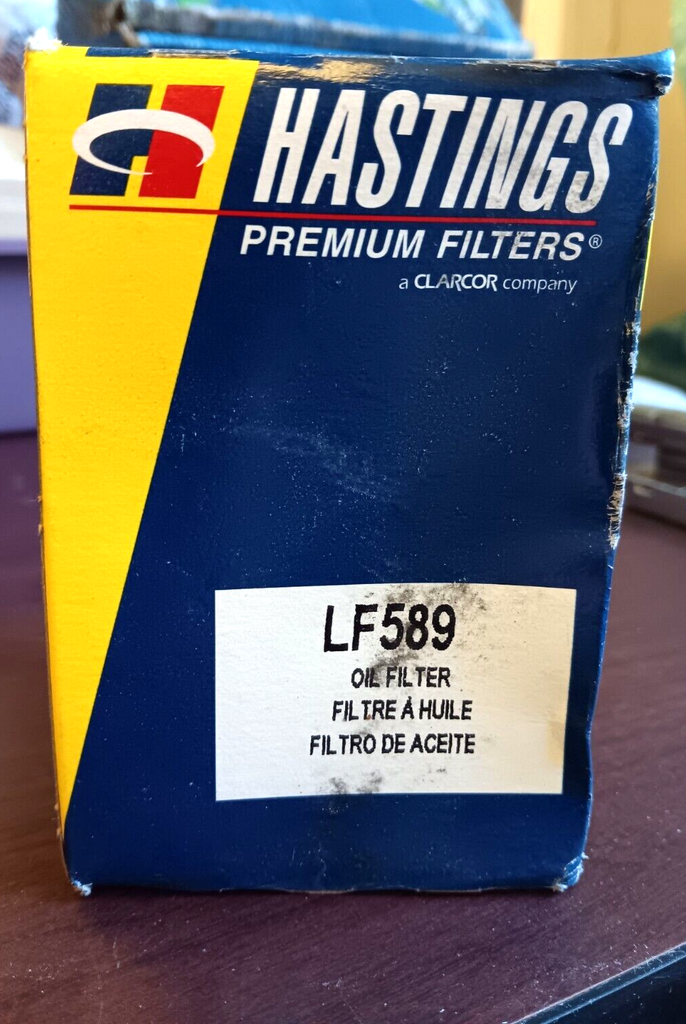 HASTINGS
PREMIUM FILTERS®
a CLARCOR company
LF589
OIL FILTER
FILTRE À HUILE
FILTRO DE ACEITE